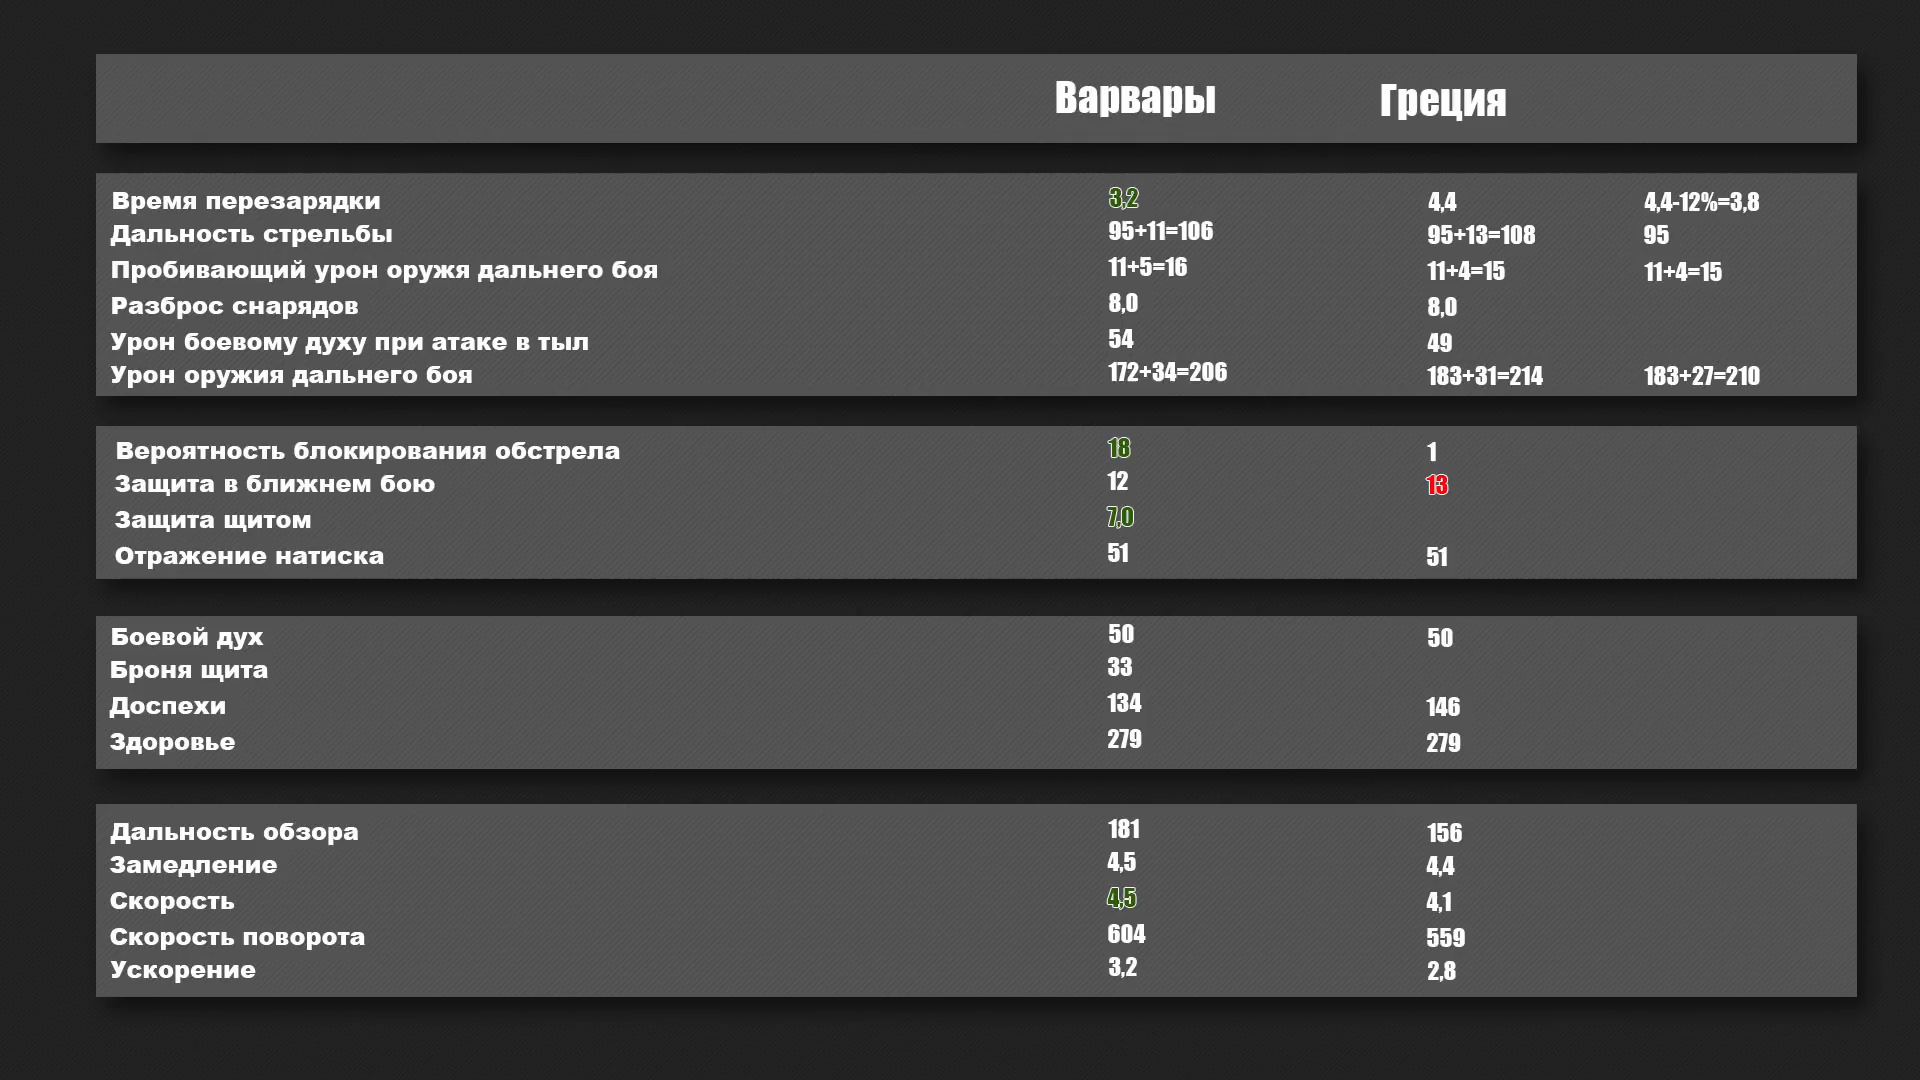 Варвары Греция
Время перезарядки 3,2 4,4 4,4-12%=3,8
Дальность стрельбы 95+11=106 95+13=108 95
Пробивающий урон оружя дальнего боя 11+5=16 11+4=15 11+4=15
Разброс снарядов 8,0 8,0
Урон боевому духу при атаке в тыл 54 49
Урон оружия дальнего боя 172+34=206 183+31=214 183+27=210
Вероятность блокирования обстрела 18 1
Защита в ближнем бою 12 13
Защита щитом 7,0
Отражение натиска 51 51
Боевой дух 50 50
Броня щита 33
Доспехи 134 146
Здоровье 279 279
Дальность обзора 181 156
Замедление 4,5 4,4
Скорость 4,5 4,1
Скорость поворота 604 559
Ускорение 3,2 2,8